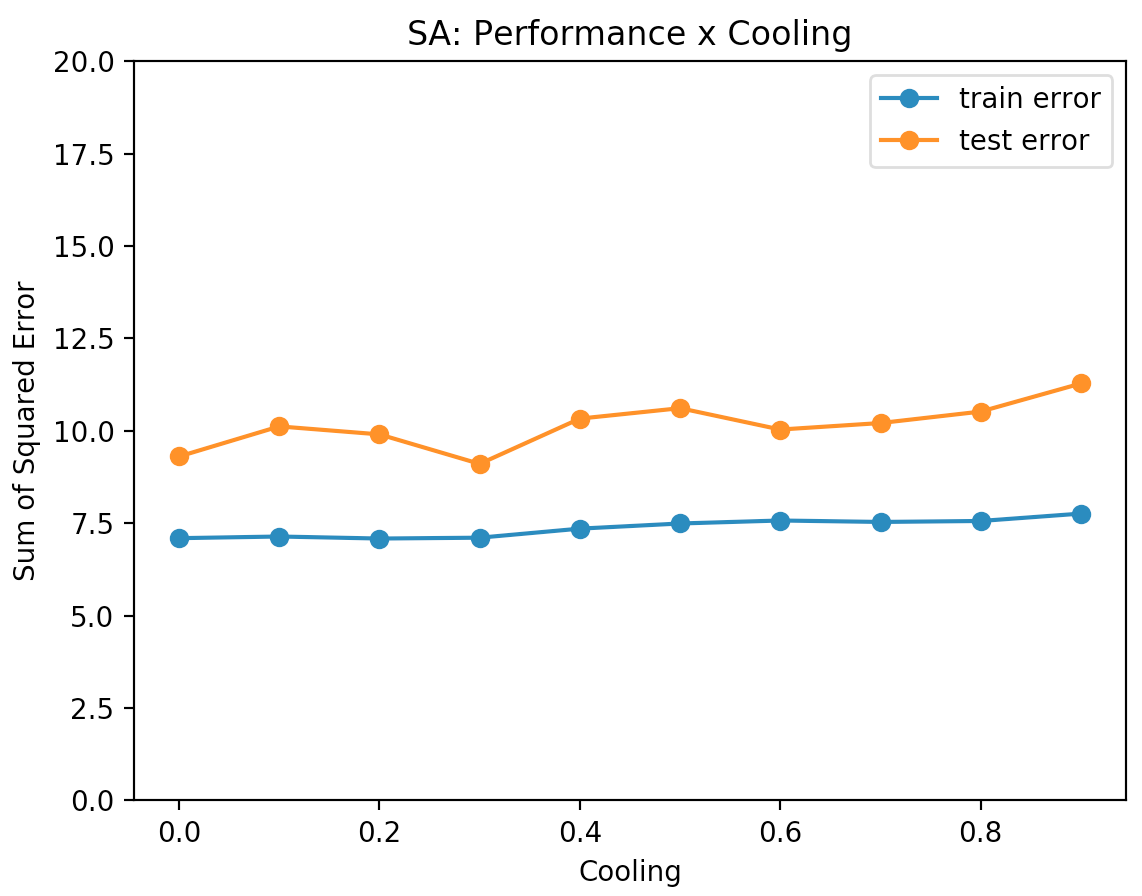 SA: Performance x Cooling
train error
test error
Sum of Squared Error
20.0
17.5
15.0
12.5
10.0
7.5
5.0
2.5
0.0
0.0 0.2 0.4 0.6 0.8
Cooling